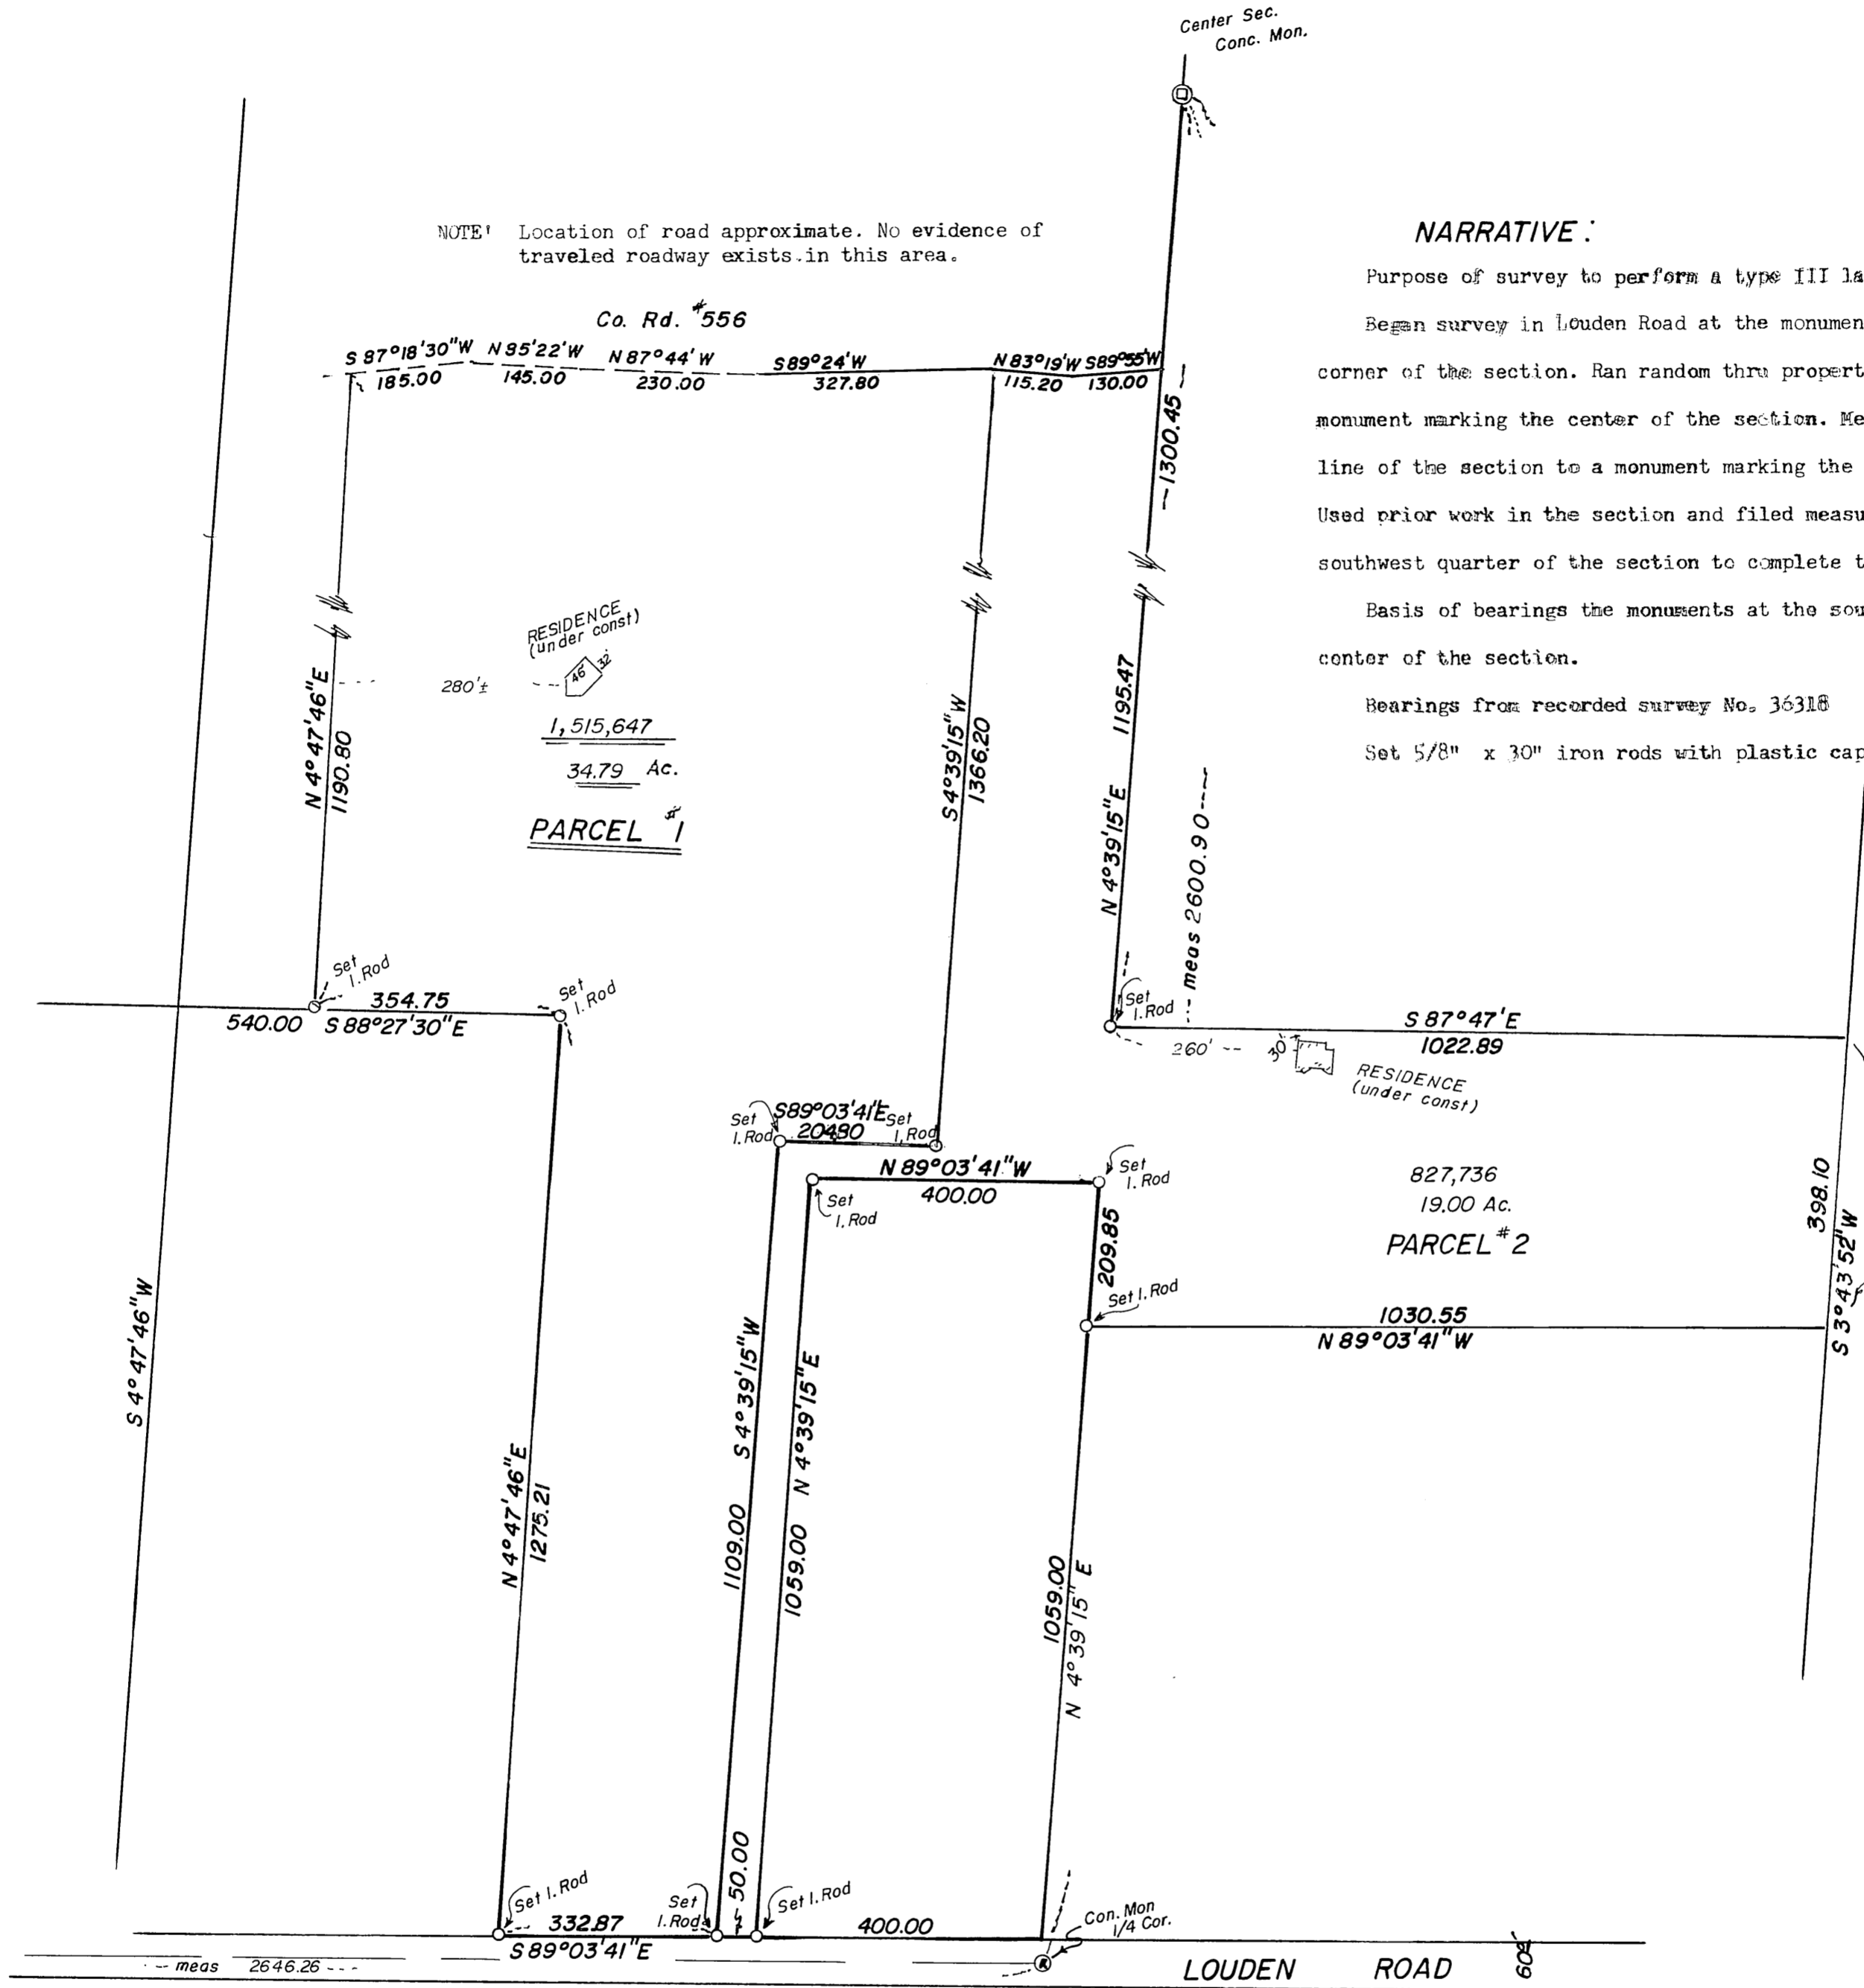 Center Sec.
Conc. Mon.
NOTE' Location of road approximate. No evidence of
traveled roadway exists in this area.
Co. Rd. #556
S 87°18'30"W N 85°22'W N 87°44' W S89°24'W N 83°19'W S89°55'W
185.00 145.00 230.00 327.80 115.20 130.00
1300.45
NARRATIVE:
Purpose of survey to perform a type III la
Began survey in Louden Road at the monumen
corner of the section. Ran random thru propert
monument marking the center of the section. Me
line of the section to a monument marking the
Used prior work in the section and filed measu
southwest quarter of the section to complete t
Basis of bearings the monuments at the sou
center of the section.
Bearings from recorded survey No. 36318
Set 5/8" x 30" iron rods with plastic cap
RESIDENCE
(under const)
46' 32'
280'±
1,515,647
34.79 Ac.
PARCEL #1
N 4°47'46"E
1190.80
S4°39'15"W
1366.20
N 4°39'15"E 1195.47
meas 2600.90
Set
I. Rod
354.75
540.00 S 88°27'30"E
Set
I. Rod
Set
I. Rod
S 87°47'E
1022.89
260'
30'
RESIDENCE
(under const)
S89°03'41"E
204.80
Set
I. Rod
Set
I. Rod
N 89°03'41"W
400.00
Set
I. Rod
Set
I. Rod
209.85
Set I. Rod
827,736
19.00 Ac.
PARCEL #2
398.10
S 3°43'52"W
1030.55
N 89°03'41"W
S 4°47'46"W
N 4°47'46"E
1275.21
1109.00 S 4°39'15"W
1059.00 N 4°39'15"E
1059.00
N 4°39'15" E
50.00
Set I. Rod
332.87
S 89°03'41"E
Set
I. Rod
Set I. Rod
400.00
Con. Mon
1/4 Cor.
meas 2646.26
LOUDEN ROAD
60'